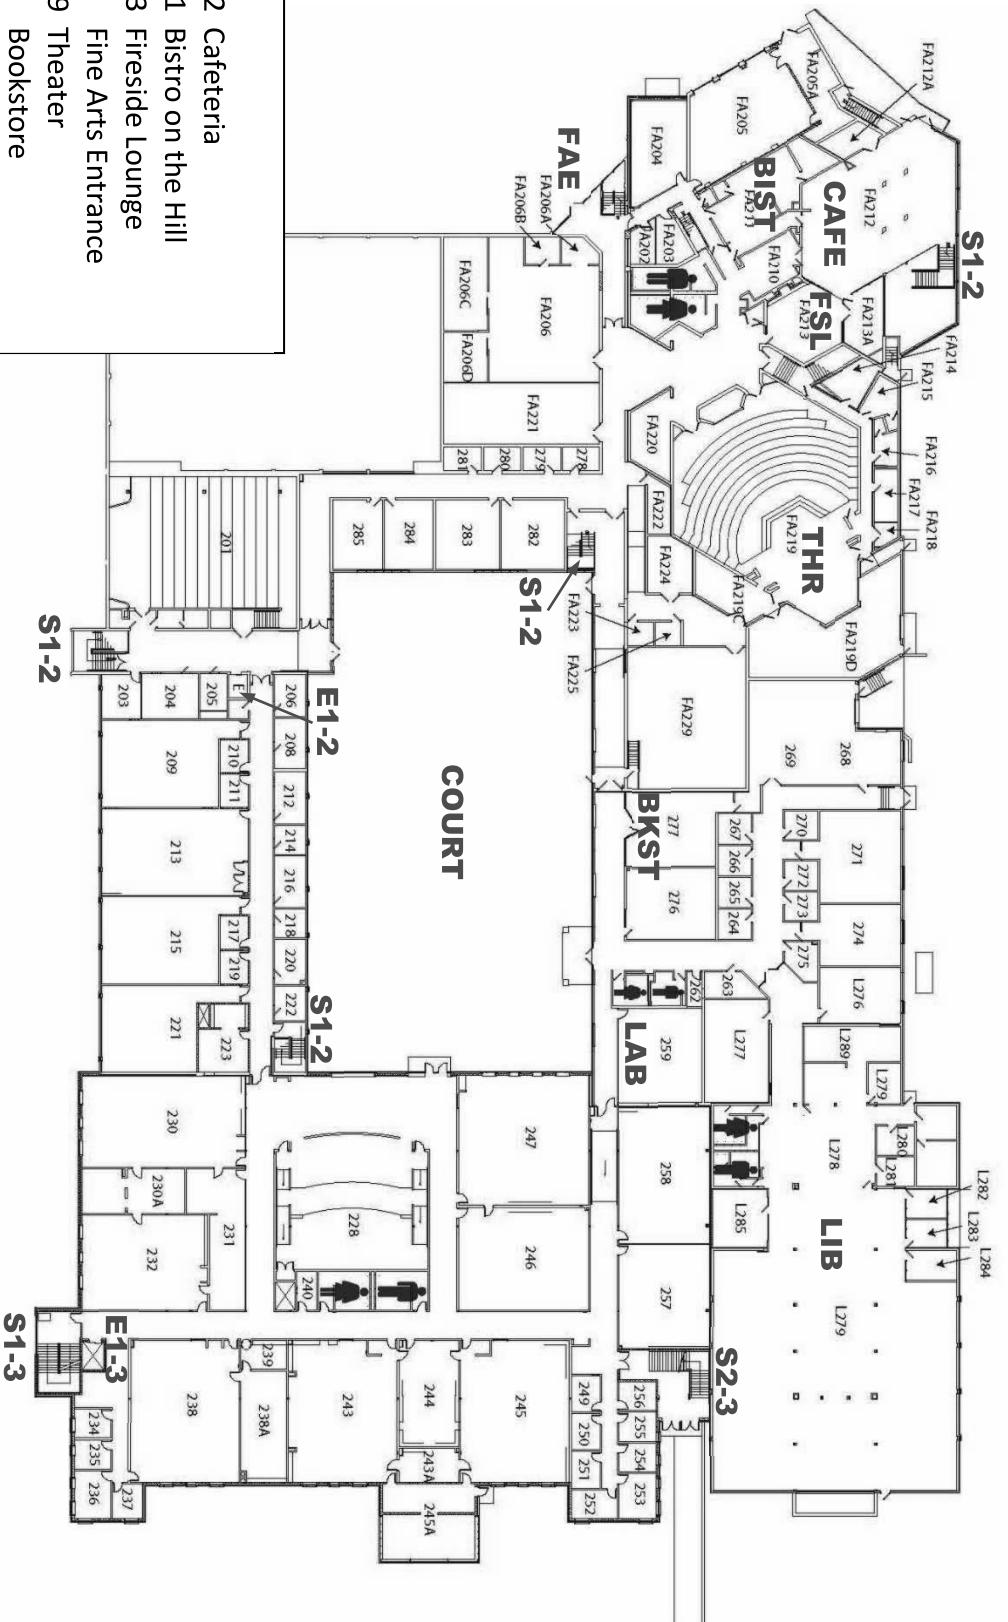 2 Cafeteria
1 Bistro on the Hill
3 Fireside Lounge
Fine Arts Entrance
9 Theater
Bookstore
FA212A
FA205A
FA205
FA204
FAE
BIST
CAFE
FA212
S1-2
FA211
FA210
FA203
FA202
FA206A
FA206B
FSL
FA213
FA213A
FA214
FA215
FA216
FA217
FA218
FA206C
FA206
FA206D
FA221
FA220
281
280
279
278
FA222
FA224
FA219
THR
FA219C
FA219D
285
284
283
282
S1-2
FA223
FA225
FA229
201
S1-2
E1-2
COURT
203
204
205
E
206
208
209
210
211
212
213
214
215
216
217
218
219
220
221
222
223
S1-2
268
269
BKST
277
276
267
266
265
264
270
271
272
273
274
275
L276
262
263
LAB
259
L277
L289
L279
L278
L280
L281
L282
L283
L284
L285
LIB
L279
230
230A
231
232
228
240
247
246
258
257
S1-3
E1-3
S2-3
234
235
236
237
238
238A
239
243
244
243A
245
245A
249
250
251
252
253
254
255
256